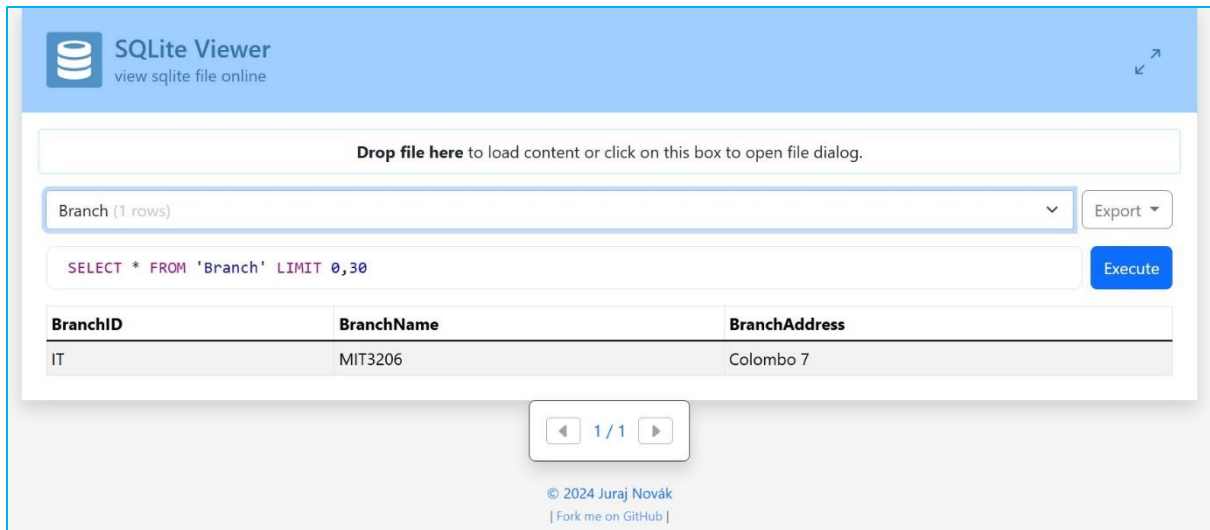 SQLite Viewer
view sqlite file online
Drop file here to load content or click on this box to open file dialog.
Branch (1 rows)
Export
SELECT * FROM 'Branch' LIMIT 0,30
Execute
BranchID BranchName BranchAddress
IT MIT3206 Colombo 7
1 / 1
© 2024 Juraj Novák
| Fork me on GitHub |